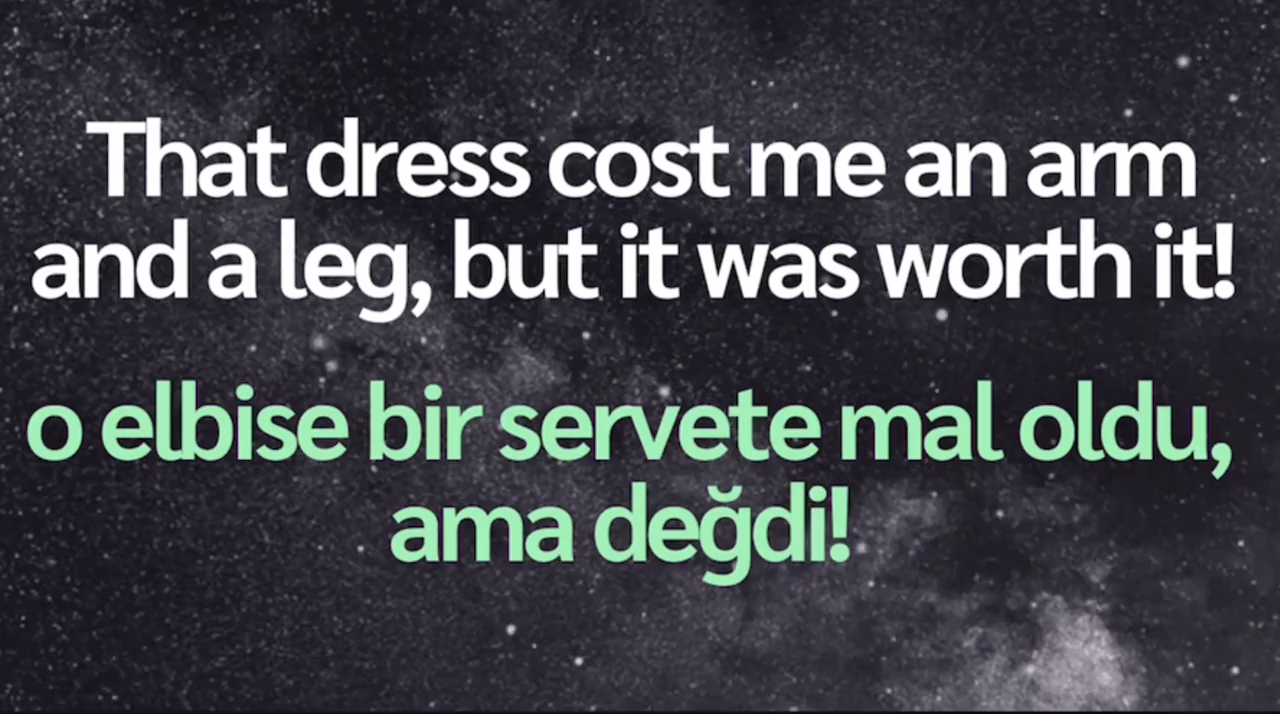 That dress cost me an arm
and a leg, but it was worth it!
o elbise bir servete mal oldu,
ama değdi!